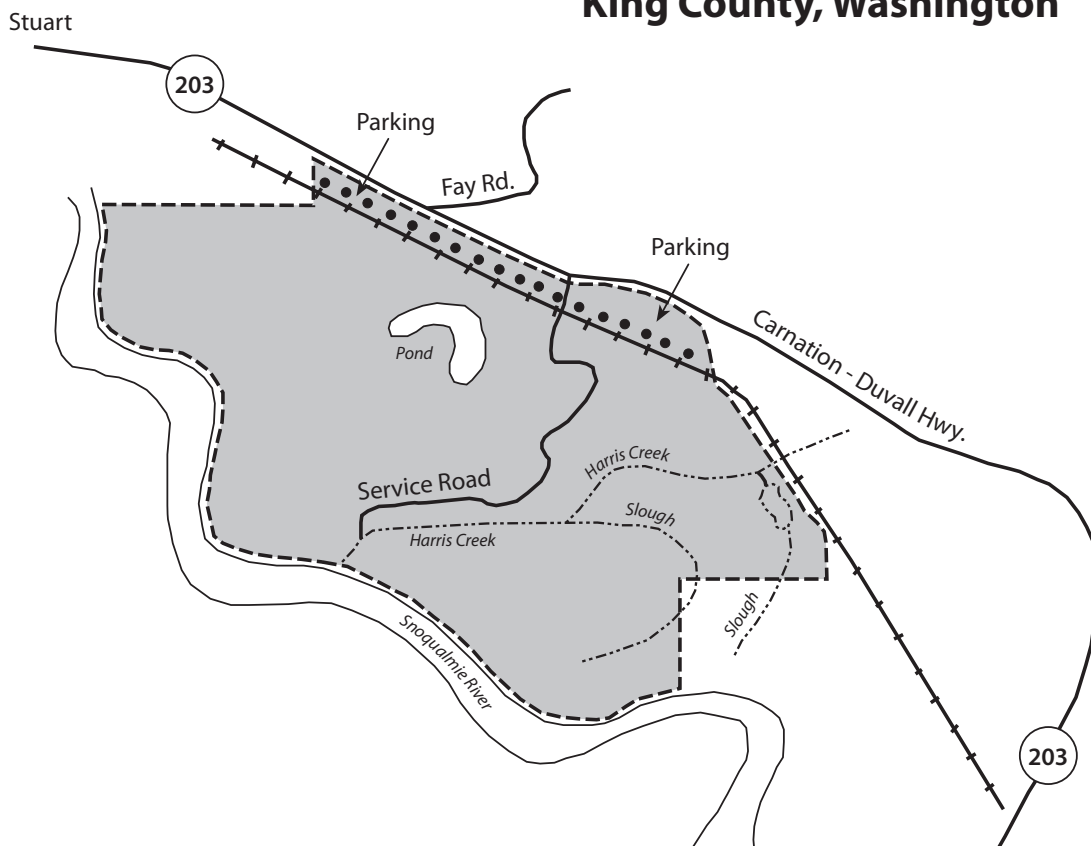 King County, Washington
Stuart
203
Parking
Fay Rd.
Parking
Carnation - Duvall Hwy.
Pond
Harris Creek
Service Road
Slough
Harris Creek
Slough
Snoqualmie River
203